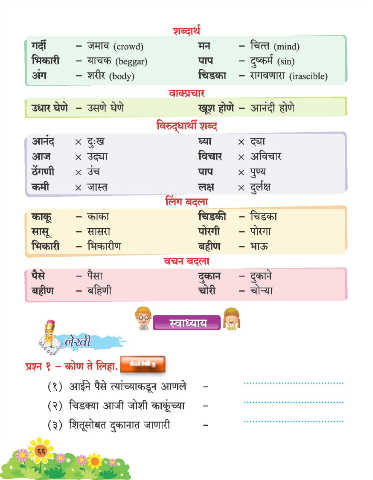 शब्दार्थ
गर्दी – जमाव (crowd) मन – चित्त (mind)
भिकारी – याचक (beggar) पाप – दुष्कर्म (sin)
अंग – शरीर (body) चिडका – रागवणारा (irascible)
वाक्प्रचार
उधार घेणे – उसणे घेणे खूश होणे – आनंदी होणे
विरुद्धार्थी शब्द
आनंद × दुःख घ्या × द्या
आज × उद्या विचार × अविचार
ठेंगणी × उंच पाप × पुण्य
कमी × जास्त लक्ष × दुर्लक्ष
लिंग बदला
काकू – काका चिडकी – चिडका
सासू – सासरा पोरगी – पोरगा
भिकारी – भिकारीण बहीण – भाऊ
वचन बदला
पैसे – पैसा दुकान – दुकाने
बहीण – बहिणी चोरी – चोऱ्या
स्वाध्याय
लेखी
प्रश्न १ – कोण ते लिहा.
(१) आईने पैसे त्यांच्याकडून आणले –
(२) चिडक्या आजी जोशी काकूंच्या –
(३) शितूसोबत दुकानात जाणारी –